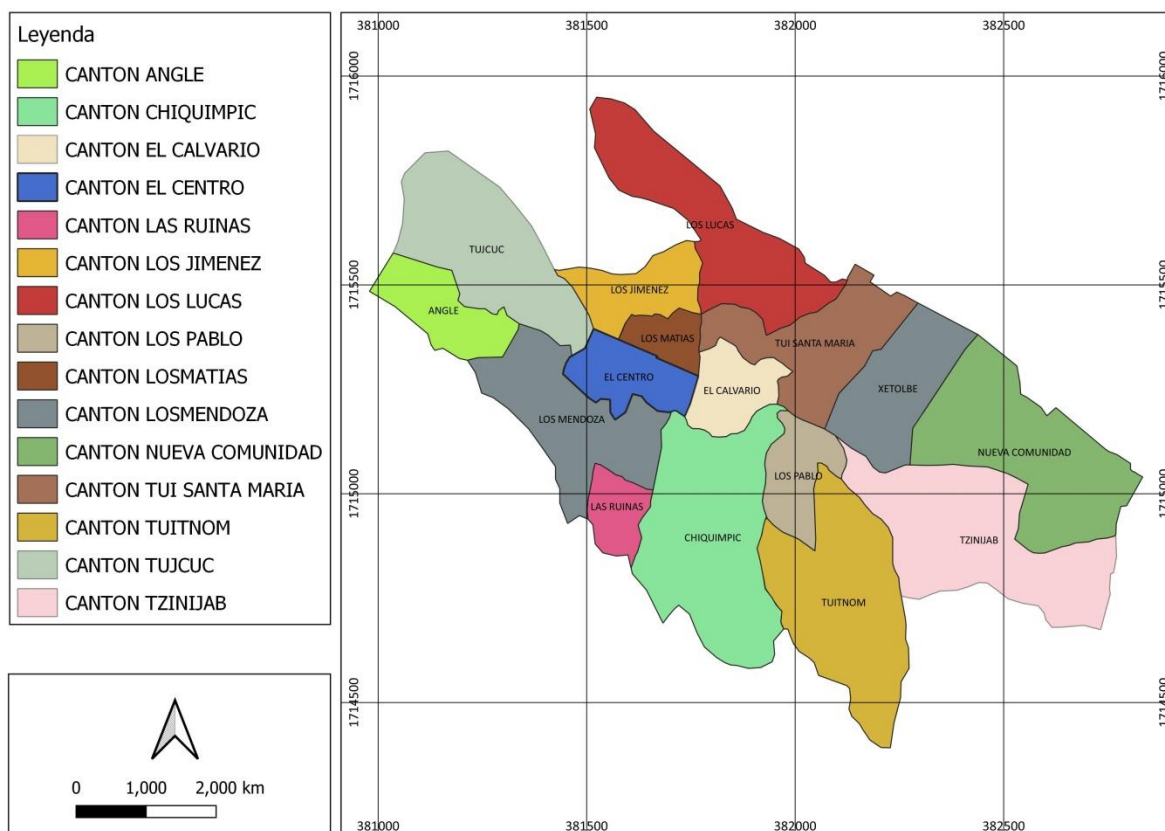 Leyenda
CANTON ANGLE
CANTON CHIQUIMPIC
CANTON EL CALVARIO
CANTON EL CENTRO
CANTON LAS RUINAS
CANTON LOS JIMENEZ
CANTON LOS LUCAS
CANTON LOS PABLO
CANTON LOSMATIAS
CANTON LOSMENDOZA
CANTON NUEVA COMUNIDAD
CANTON TUI SANTA MARIA
CANTON TUITNOM
CANTON TUJCUC
CANTON TZINIJAB
0 1,000 2,000 km
381000 381500 382000 382500
1716000 1716000
LOS LUCAS
TUJCUC
1715500 1715500
LOS JIMENEZ
ANGLE
LOS MATIAS
TUI SANTA MARIA
EL CENTRO
EL CALVARIO
XETOLBE
LOS MENDOZA
NUEVA COMUNIDAD
LOS PABLO
1715000 1715000
LAS RUINAS
CHIQUIMPIC
TZINIJAB
TUITNOM
1714500 1714500
381000 381500 382000 382500